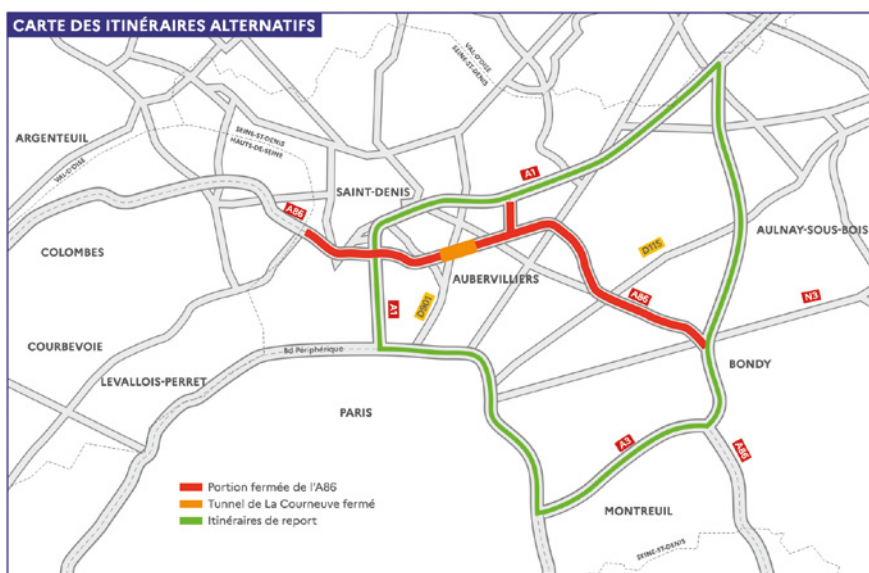 CARTE DES ITINÉRAIRES ALTERNATIFS
VAL-D'OISE
SEINE-ST-DENIS
ARGENTEUIL
SEINE-ST-DENIS
HAUTS-DE-SEINE
VAL-D'OISE
SAINT-DENIS
A1
A86
COLOMBES
AULNAY-SOUS-BOIS
D115
AUBERVILLIERS
A86
N3
A1
D901
COURBEVOIE
Bd Périphérique
BONDY
LEVALLOIS-PERRET
PARIS
A3
A86
Portion fermée de l'A86
Tunnel de La Courneuve fermé
Itinéraires de report
MONTREUIL
SEINE-ST-DENIS